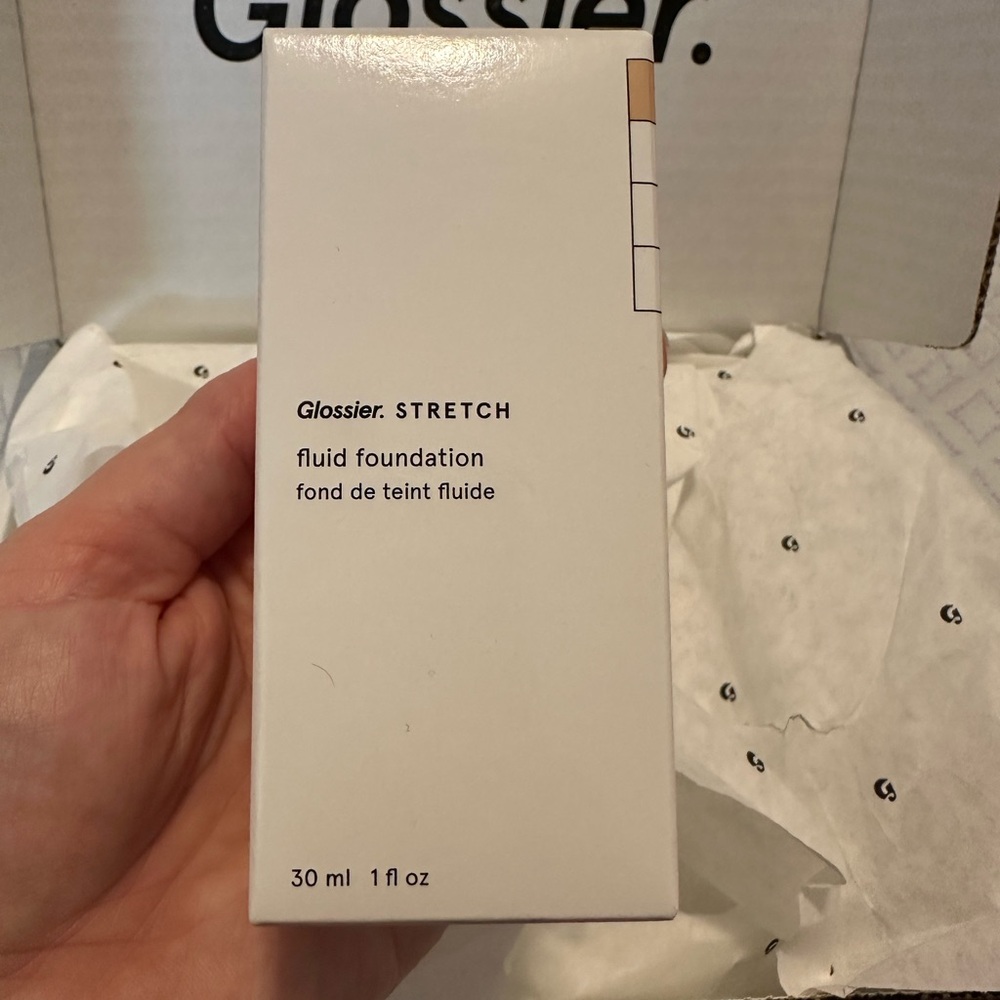 Glossier.
Glossier. STRETCH
fluid foundation
fond de teint fluide
30 ml 1 fl oz